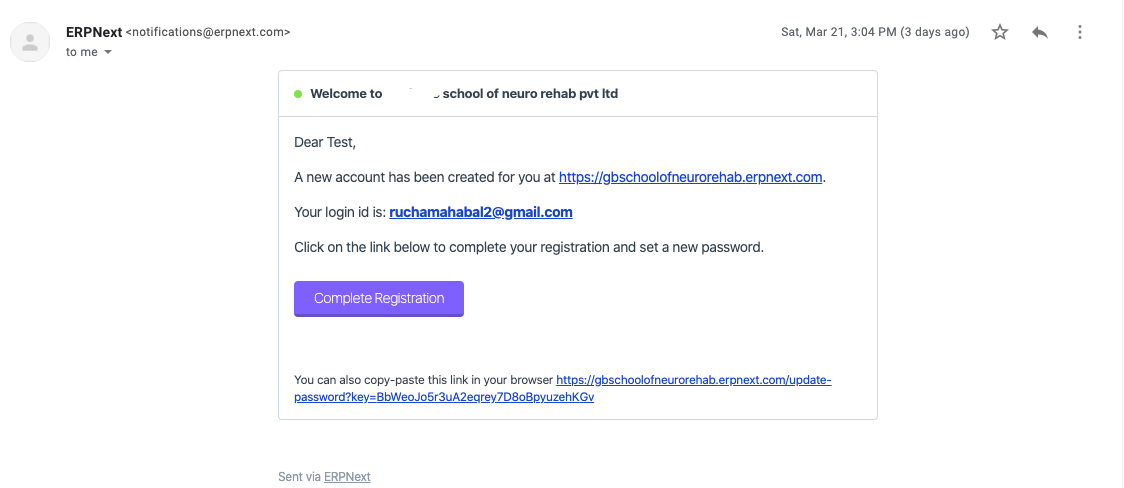 ERPNext <notifications@erpnext.com>
Sat, Mar 21, 3:04 PM (3 days ago)
to me
Welcome to school of neuro rehab pvt ltd
Dear Test,
A new account has been created for you at https://gbschoolofneurorehab.erpnext.com.
Your login id is: ruchamahabal2@gmail.com
Click on the link below to complete your registration and set a new password.
Complete Registration
You can also copy-paste this link in your browser https://gbschoolofneurorehab.erpnext.com/update-
password?key=BbWeoJo5r3uA2eqrey7D8oBpyuzehKGv
Sent via ERPNext